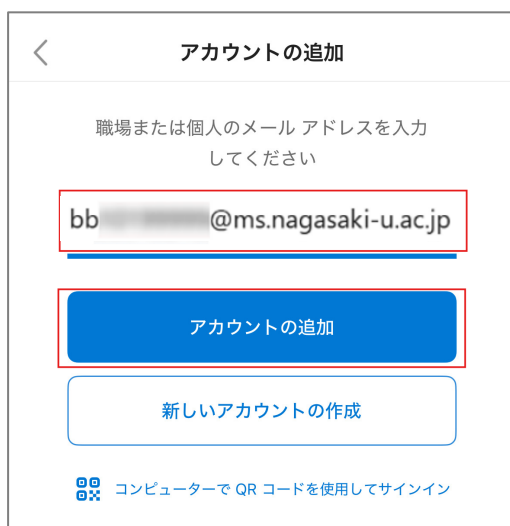 アカウントの追加
職場または個人のメール アドレスを入力
してください
bb @ms.nagasaki-u.ac.jp
アカウントの追加
新しいアカウントの作成
コンピューターで QR コードを使用してサインイン